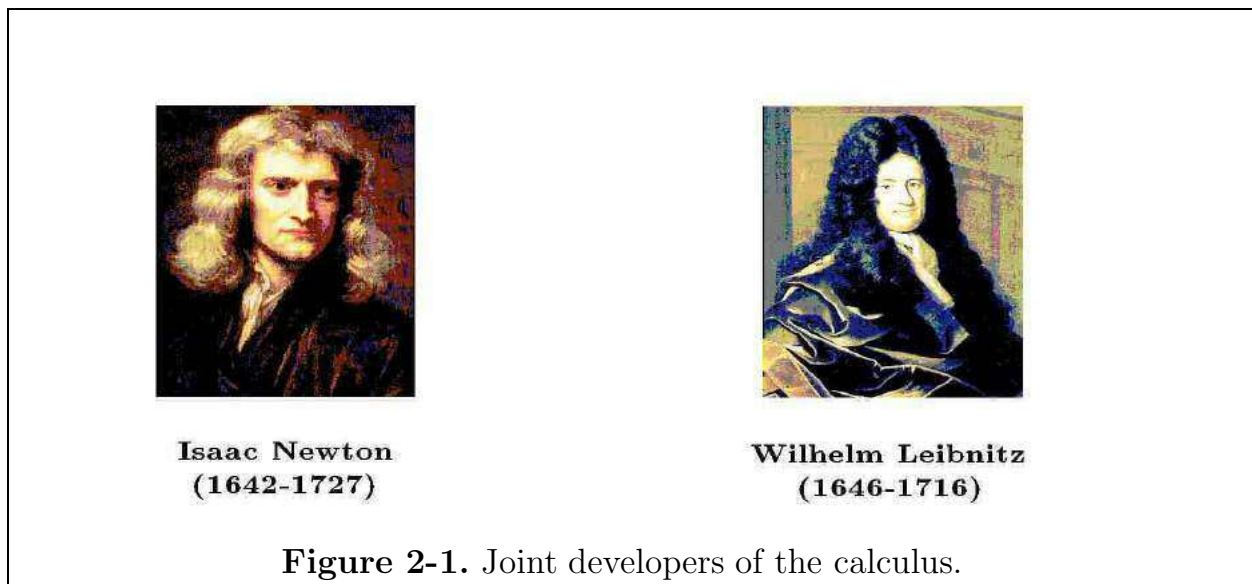 Isaac Newton
(1642-1727)
Wilhelm Leibnitz
(1646-1716)
Figure 2-1. Joint developers of the calculus.